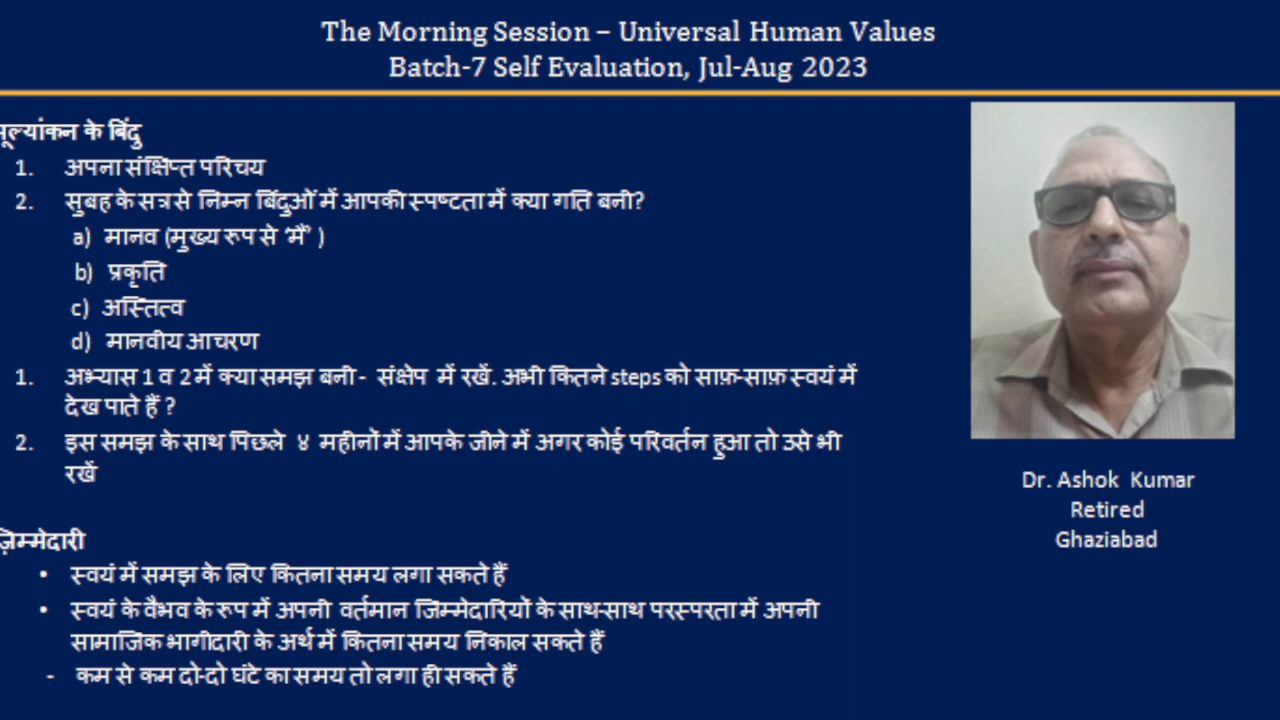 The Morning Session – Universal Human Values
Batch-7 Self Evaluation, Jul-Aug 2023
मूल्यांकन के बिंदु
1. अपना संक्षिप्त परिचय
2. सुबह के सत्र से निम्न बिंदुओं में आपकी स्पष्टता में क्या गति बनी?
a) मानव (मुख्य रूप से ‘मैं’ )
b) प्रकृति
c) अस्तित्व
d) मानवीय आचरण
1. अभ्यास 1 व 2 में क्या समझ बनी - संक्षेप में रखें. अभी कितने steps को साफ़-साफ़ स्वयं में
देख पाते हैं ?
2. इस समझ के साथ पिछले ४ महीनों में आपके जीने में अगर कोई परिवर्तन हुआ तो उसे भी
रखें
ज़िम्मेदारी
• स्वयं में समझ के लिए कितना समय लगा सकते हैं
• स्वयं के वैभव के रूप में अपनी वर्तमान जिम्मेदारियों के साथ-साथ परस्परता में अपनी
सामाजिक भागीदारी के अर्थ में कितना समय निकाल सकते हैं
- कम से कम दो-दो घंटे का समय तो लगा ही सकते हैं
Dr. Ashok Kumar
Retired
Ghaziabad